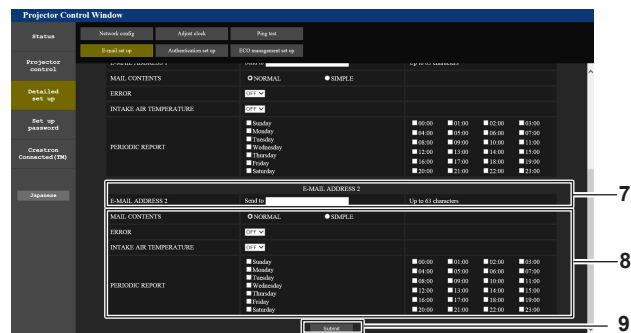 Projector Control Window
Status
Network config Adjust clock Ping test
E-mail set up Authentication set up ECO management set up
Projector control
Detailed set up
Set up password
Crestron Connected(TM)
Japanese
E-MAIL ADDRESS 1 Send to Up to 63 characters
MAIL CONTENTS NORMAL SIMPLE
ERROR OFF
INTAKE AIR TEMPERATURE OFF
PERIODIC REPORT
Sunday
Monday
Tuesday
Wednesday
Thursday
Friday
Saturday
00:00 01:00 02:00 03:00
04:00 05:00 06:00 07:00
08:00 09:00 10:00 11:00
12:00 13:00 14:00 15:00
16:00 17:00 18:00 19:00
20:00 21:00 22:00 23:00
E-MAIL ADDRESS 2
E-MAIL ADDRESS 2 Send to Up to 63 characters
7
MAIL CONTENTS NORMAL SIMPLE
ERROR OFF
INTAKE AIR TEMPERATURE OFF
8
PERIODIC REPORT
Sunday
Monday
Tuesday
Wednesday
Thursday
Friday
Saturday
00:00 01:00 02:00 03:00
04:00 05:00 06:00 07:00
08:00 09:00 10:00 11:00
12:00 13:00 14:00 15:00
16:00 17:00 18:00 19:00
20:00 21:00 22:00 23:00
Submit
9